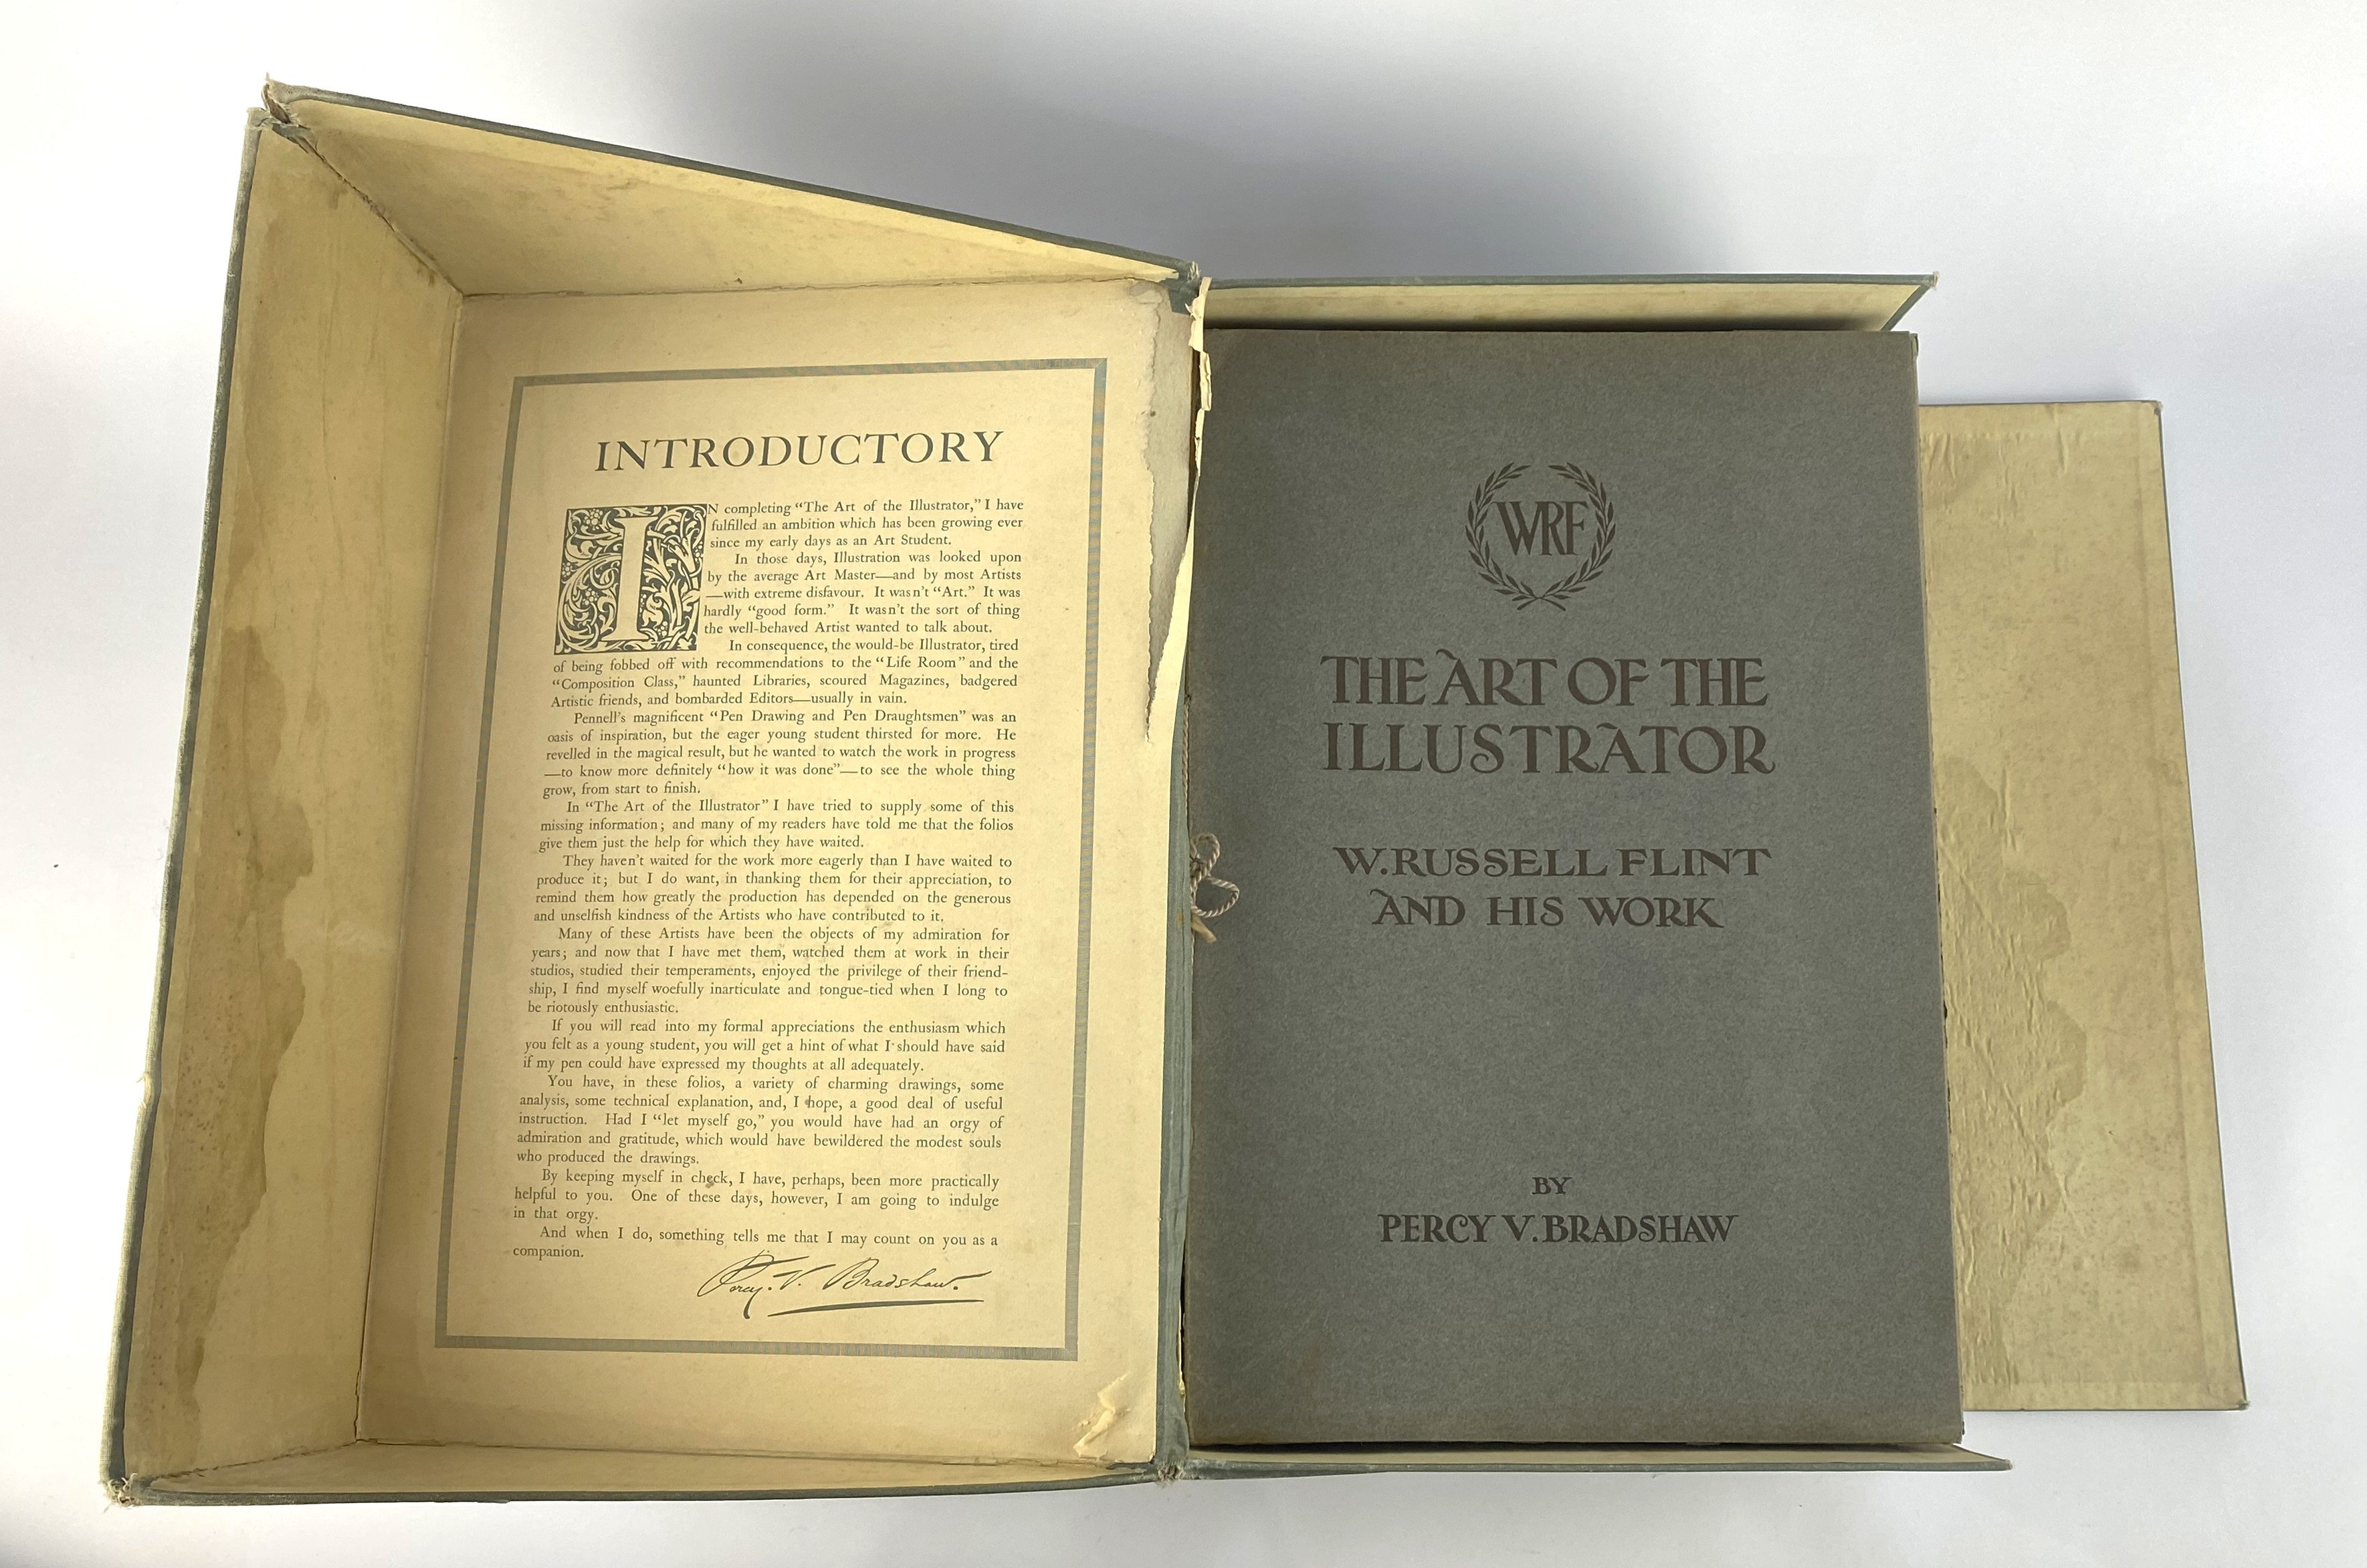 INTRODUCTORY
IN completing “The Art of the Illustrator,” I have
fulfilled an ambition which has been growing ever
since my early days as an Art Student.
In those days, Illustration was looked upon
by the average Art Master—and by most Artists
—with extreme disfavour. It wasn't “Art.” It was
hardly “good form.” It wasn't the sort of thing
the well-behaved Artist wanted to talk about.
In consequence, the would-be Illustrator, tired
of being fobbed off with recommendations to the “Life Room” and the
“Composition Class,” haunted Libraries, scoured Magazines, badgered
Artistic friends, and bombarded Editors—usually in vain.
Pennell's magnificent “Pen Drawing and Pen Draughtsmen” was an
oasis of inspiration, but the eager young student thirsted for more. He
revelled in the magical result, but he wanted to watch the work in progress
—to know more definitely “how it was done”—to see the whole thing
grow, from start to finish.
In “The Art of the Illustrator” I have tried to supply some of this
missing information; and many of my readers have told me that the folios
give them just the help for which they have waited.
They haven't waited for the work more eagerly than I have waited to
produce it; but I do want, in thanking them for their appreciation, to
remind them how greatly the production has depended on the generous
and unselfish kindness of the Artists who have contributed to it.
Many of these Artists have been the objects of my admiration for
years; and now that I have met them, watched them at work in their
studios, studied their temperaments, enjoyed the privilege of their friend-
ship, I find myself woefully inarticulate and tongue-tied when I long to
be riotously enthusiastic.
If you will read into my formal appreciations the enthusiasm which
you felt as a young student, you will get a hint of what I should have said
if my pen could have expressed my thoughts at all adequately.
You have, in these folios, a variety of charming drawings, some
analysis, some technical explanation, and, I hope, a good deal of useful
instruction. Had I “let myself go,” you would have had an orgy of
admiration and gratitude, which would have bewildered the modest souls
who produced the drawings.
By keeping myself in check, I have, perhaps, been more practically
helpful to you. One of these days, however, I am going to indulge
in that orgy.
And when I do, something tells me that I may count on you as a
companion.
Percy. V. Bradshaw.
WRF
THE ART OF THE
ILLUSTRATOR
W. RUSSELL FLINT
AND HIS WORK
BY
PERCY V. BRADSHAW